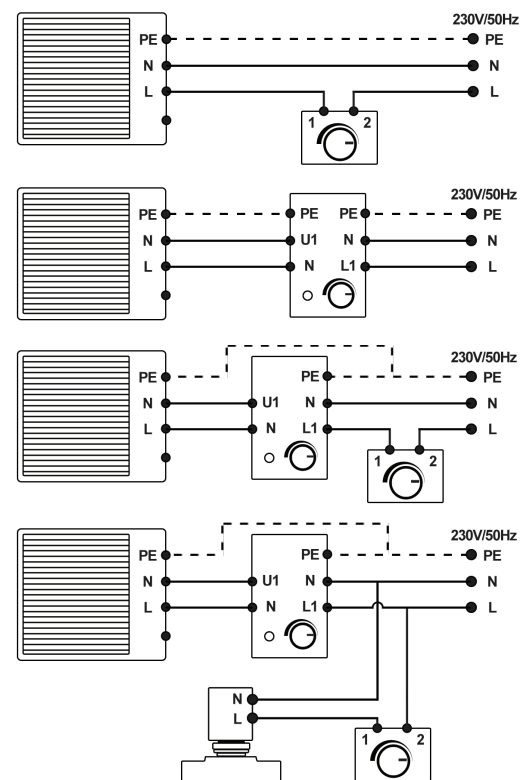 230V/50Hz
PE PE
N N
L L
1 2
230V/50Hz
PE PE PE PE
N U1 N N
L N L1 L
230V/50Hz
PE PE PE
N U1 N N
L N L1 L
1 2
230V/50Hz
PE PE PE
N U1 N N
L N L1 L
N
L 1 2